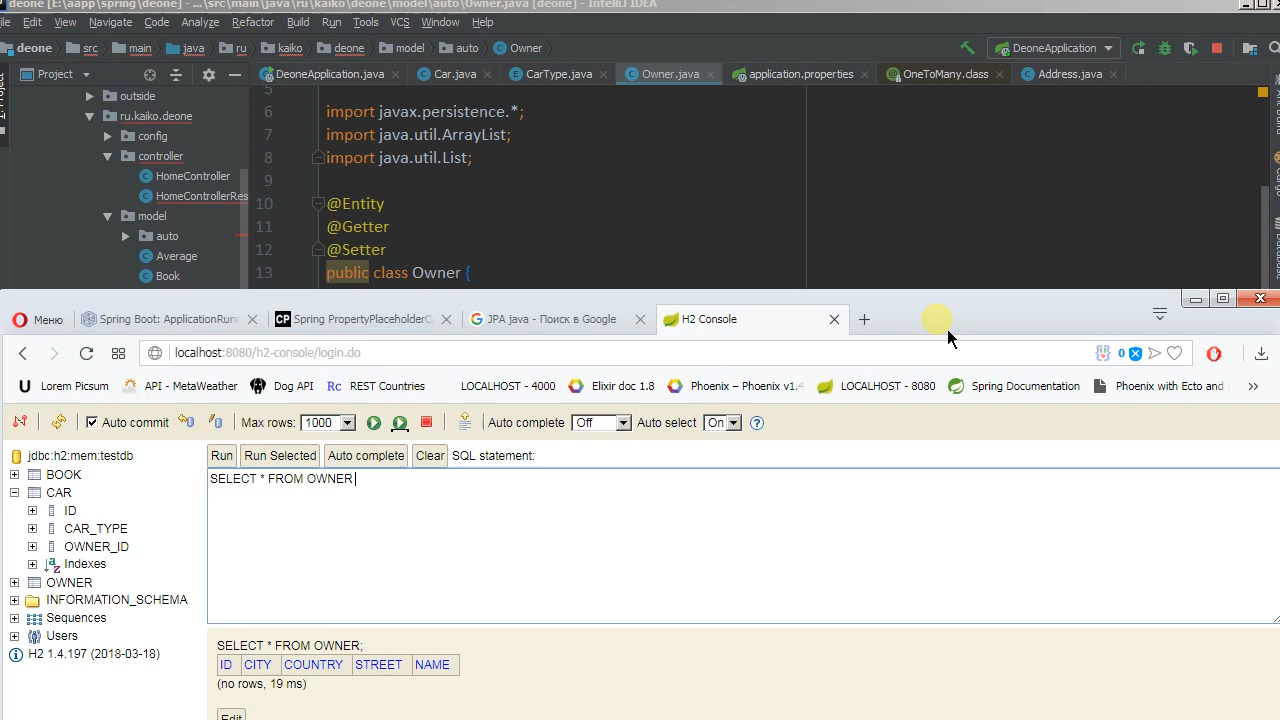 deone [E:\aapp\spring\deone] - ...\src\main\java\ru\kaiko\deone\model\auto\Owner.java [deone] - IntelliJ IDEA
Edit View Navigate Code Analyze Refactor Build Run Tools VCS Window Help
deone src main java ru kaiko deone model auto Owner DeoneApplication
Project DeoneApplication.java Car.java CarType.java Owner.java application.properties OneToMany.class Address.java
outside
ru.kaiko.deone
config
controller
HomeController
HomeControllerRes
model
auto
Average
Book
5
6 import javax.persistence.*;
7 import java.util.ArrayList;
8 import java.util.List;
9
10 @Entity
11 @Getter
12 @Setter
13 public class Owner {
Меню Spring Boot: ApplicationRunn Spring PropertyPlaceholderC JPA java - Поиск в Google H2 Console
localhost:8080/h2-console/login.do 0
Lorem Picsum API - MetaWeather Dog API Rc REST Countries LOCALHOST - 4000 Elixir doc 1.8 Phoenix – Phoenix v1.4 LOCALHOST - 8080 Spring Documentation Phoenix with Ecto and
Auto commit Max rows: 1000 Auto complete Off Auto select On
jdbc:h2:mem:testdb
BOOK
CAR
ID
CAR_TYPE
OWNER_ID
Indexes
OWNER
INFORMATION_SCHEMA
Sequences
Users
H2 1.4.197 (2018-03-18)
Run Run Selected Auto complete Clear SQL statement:
SELECT * FROM OWNER
SELECT * FROM OWNER;
ID CITY COUNTRY STREET NAME
(no rows, 19 ms)
Edit